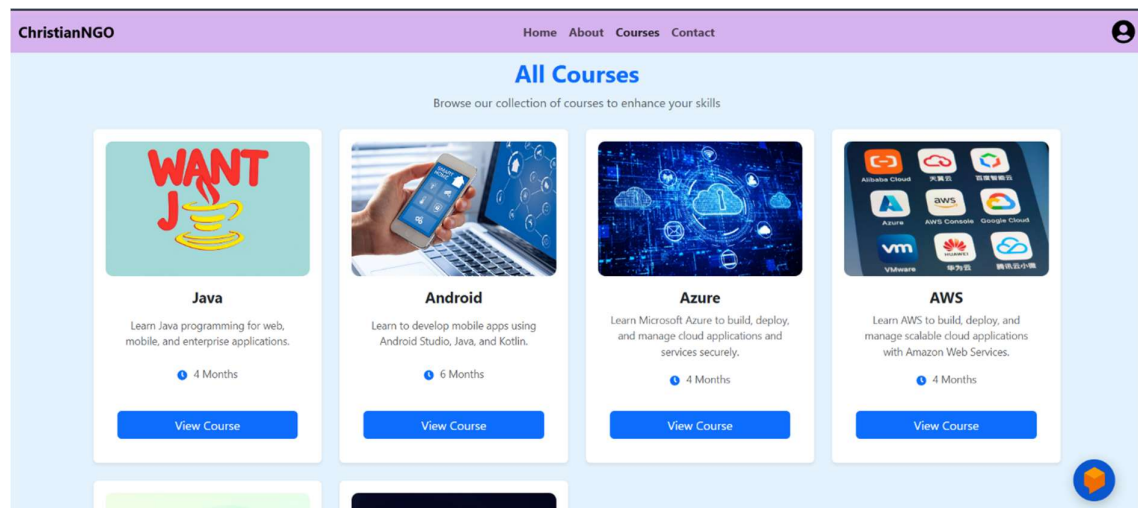 ChristianNGO
Home About Courses Contact
All Courses
Browse our collection of courses to enhance your skills
WANT
J
SMART
HOME
Alibaba Cloud
天翼云
百度智能云
aws
Azure
AWS Console
Google Cloud
vm
HUAWEI
VMware
华为云
腾讯云小微
Java
Learn Java programming for web,
mobile, and enterprise applications.
4 Months
View Course
Android
Learn to develop mobile apps using
Android Studio, Java, and Kotlin.
6 Months
View Course
Azure
Learn Microsoft Azure to build, deploy,
and manage cloud applications and
services securely.
4 Months
View Course
AWS
Learn AWS to build, deploy, and
manage scalable cloud applications
with Amazon Web Services.
4 Months
View Course